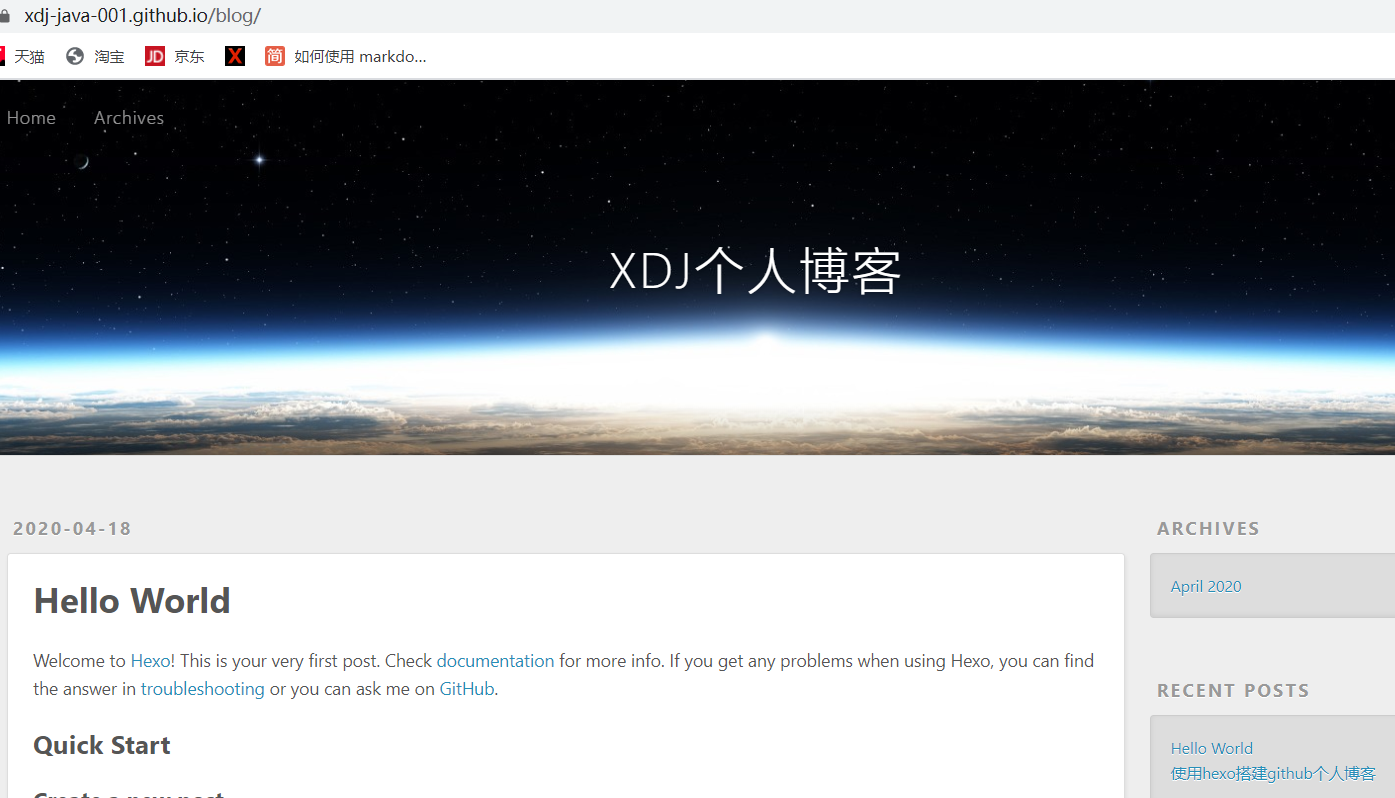 xdj-java-001.github.io/blog/
天猫 淘宝 JD 京东 X 简 如何使用 markdo...
Home Archives
XDJ个人博客
2020-04-18
Hello World
Welcome to Hexo! This is your very first post. Check documentation for more info. If you get any problems when using Hexo, you can find
the answer in troubleshooting or you can ask me on GitHub.
Quick Start
Create a new post
ARCHIVES
April 2020
RECENT POSTS
Hello World
使用hexo搭建github个人博客